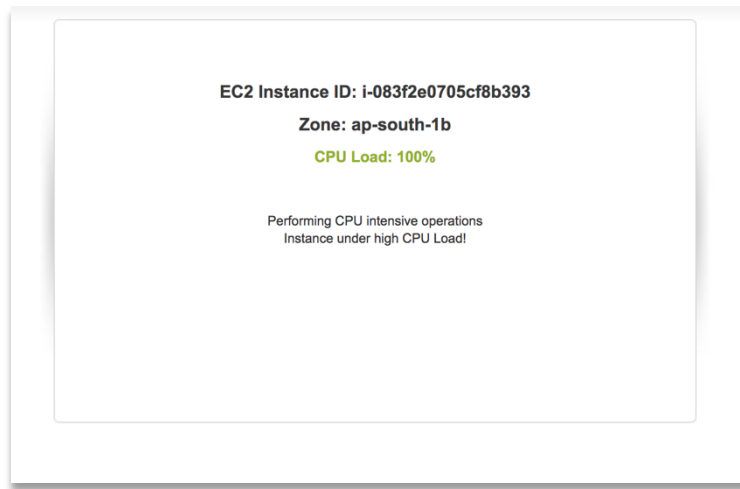 EC2 Instance ID: i-083f2e0705cf8b393
Zone: ap-south-1b
CPU Load: 100%
Performing CPU intensive operations
Instance under high CPU Load!